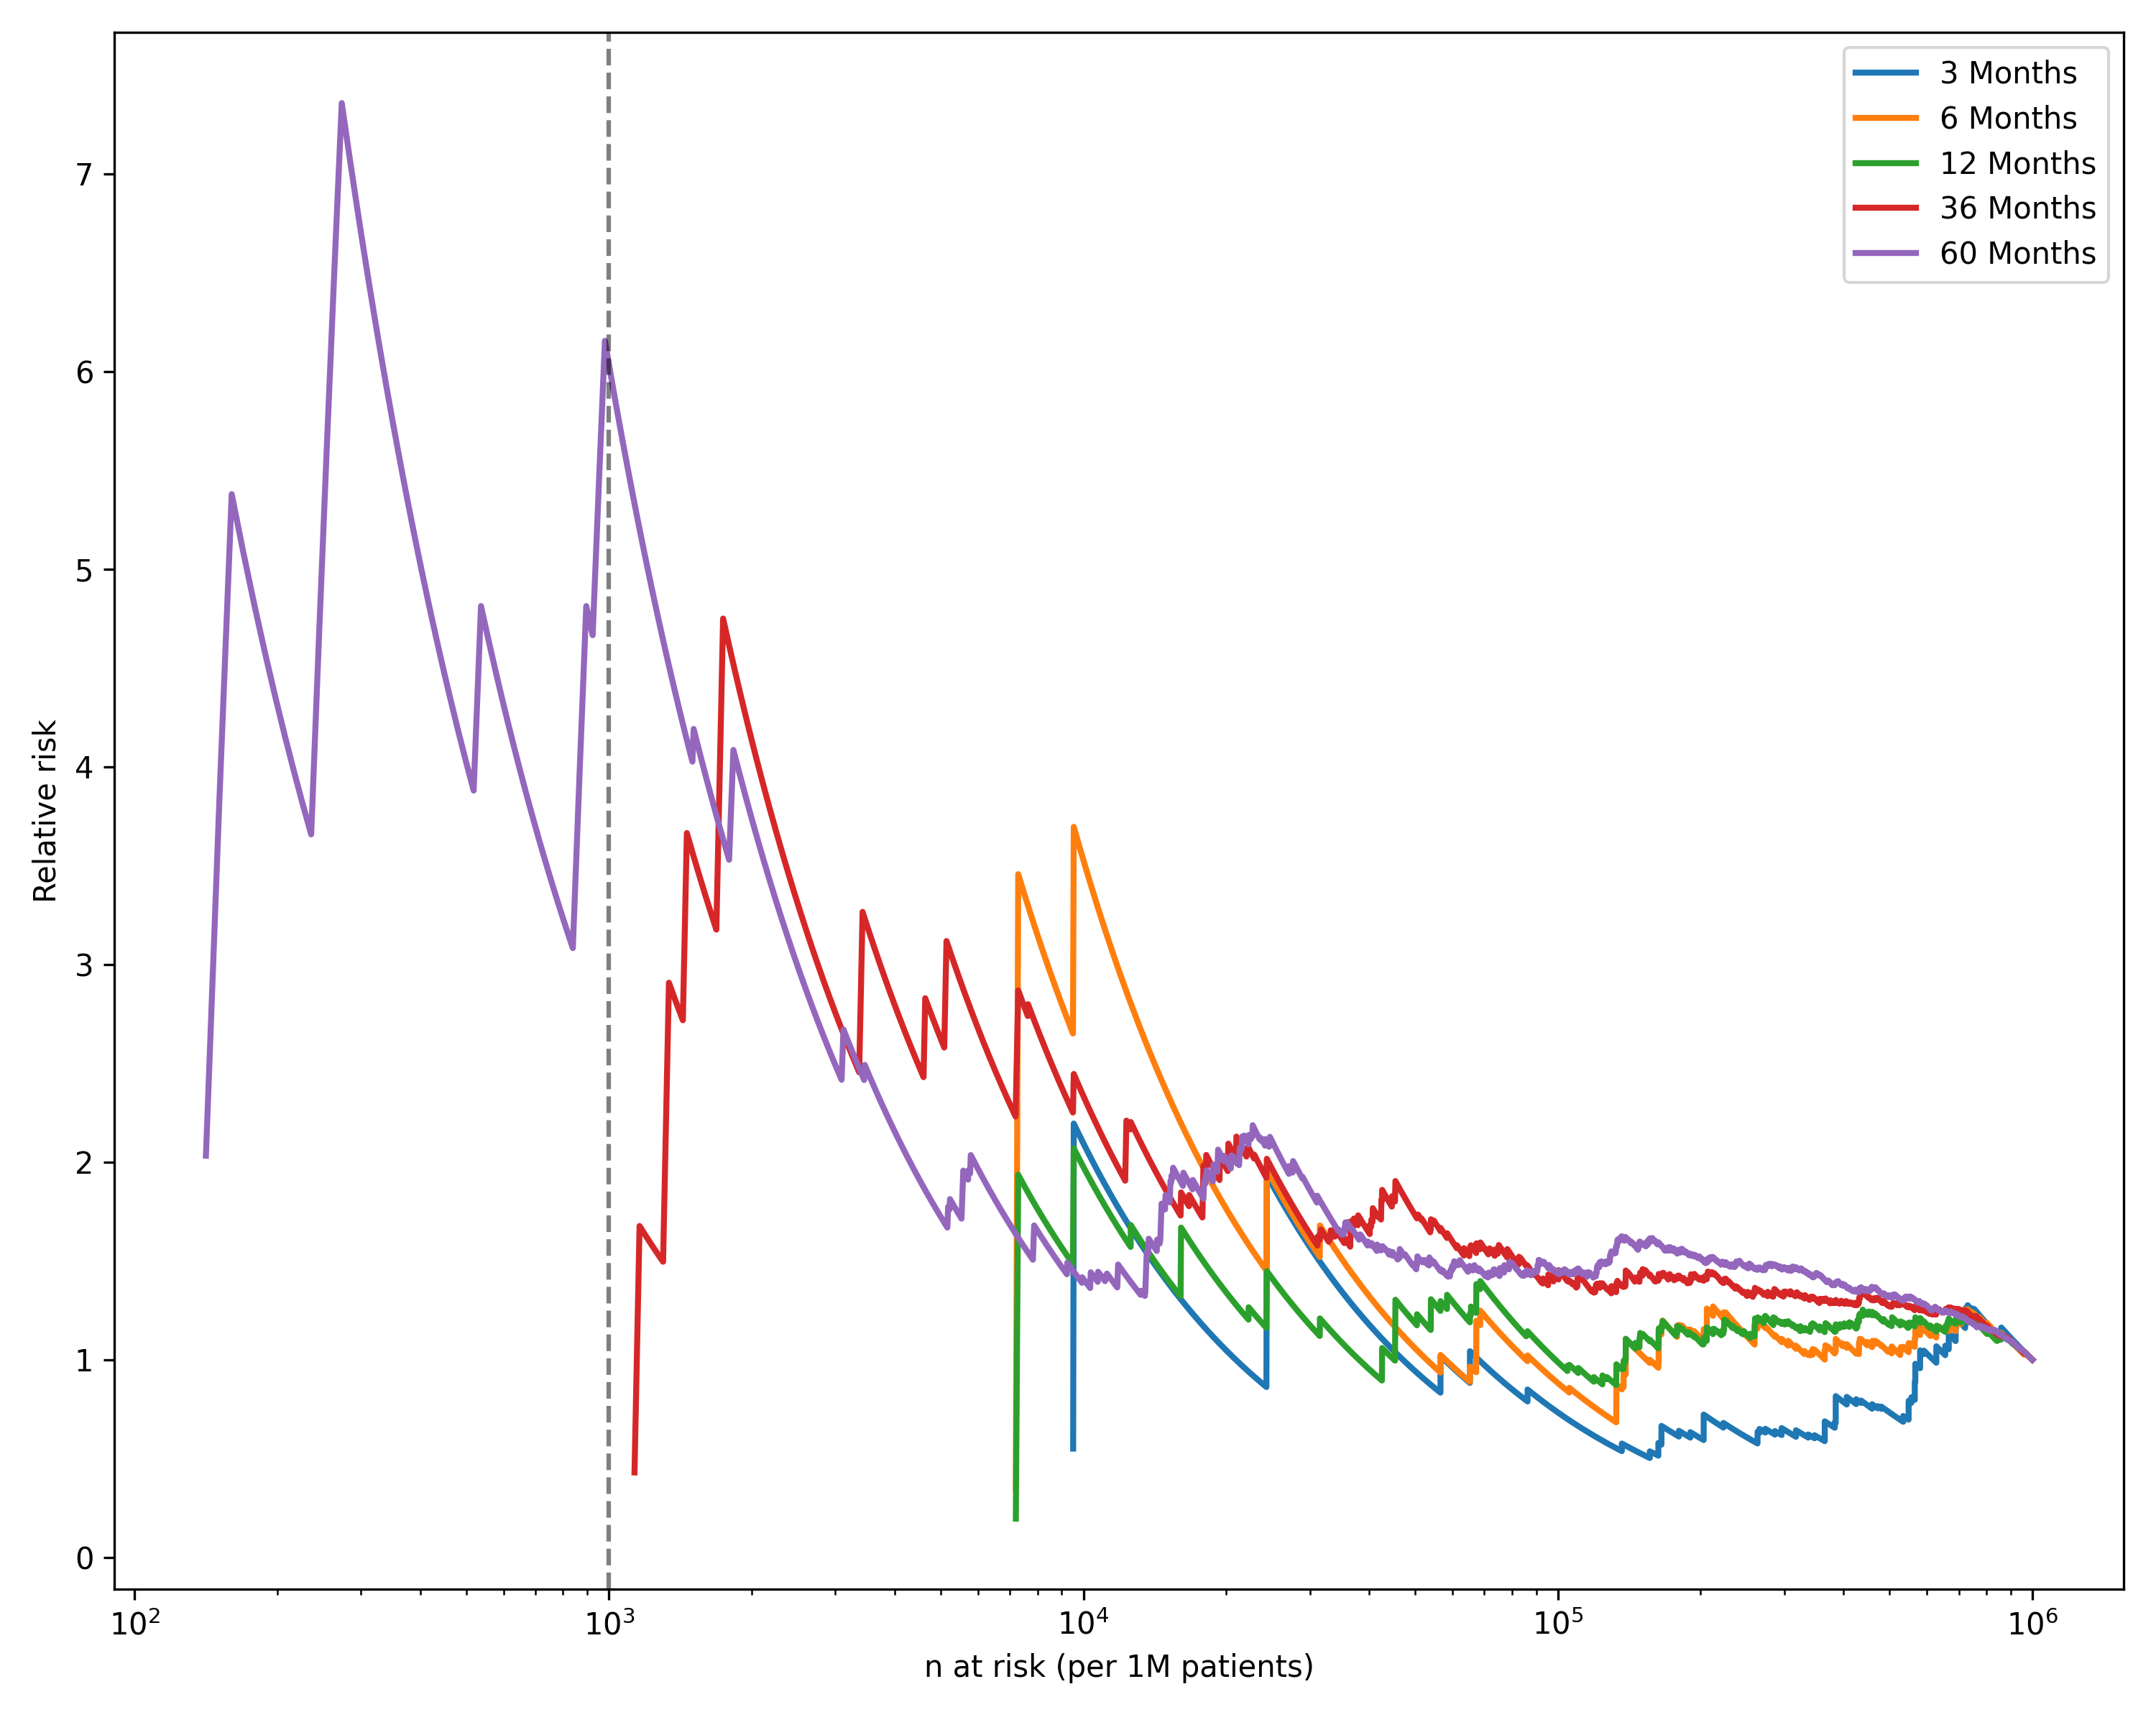 3 Months
6 Months
12 Months
36 Months
60 Months
7
6
5
4
3
2
1
0
Relative risk
10²
10³
10⁴
10⁵
10⁶
n at risk (per 1M patients)